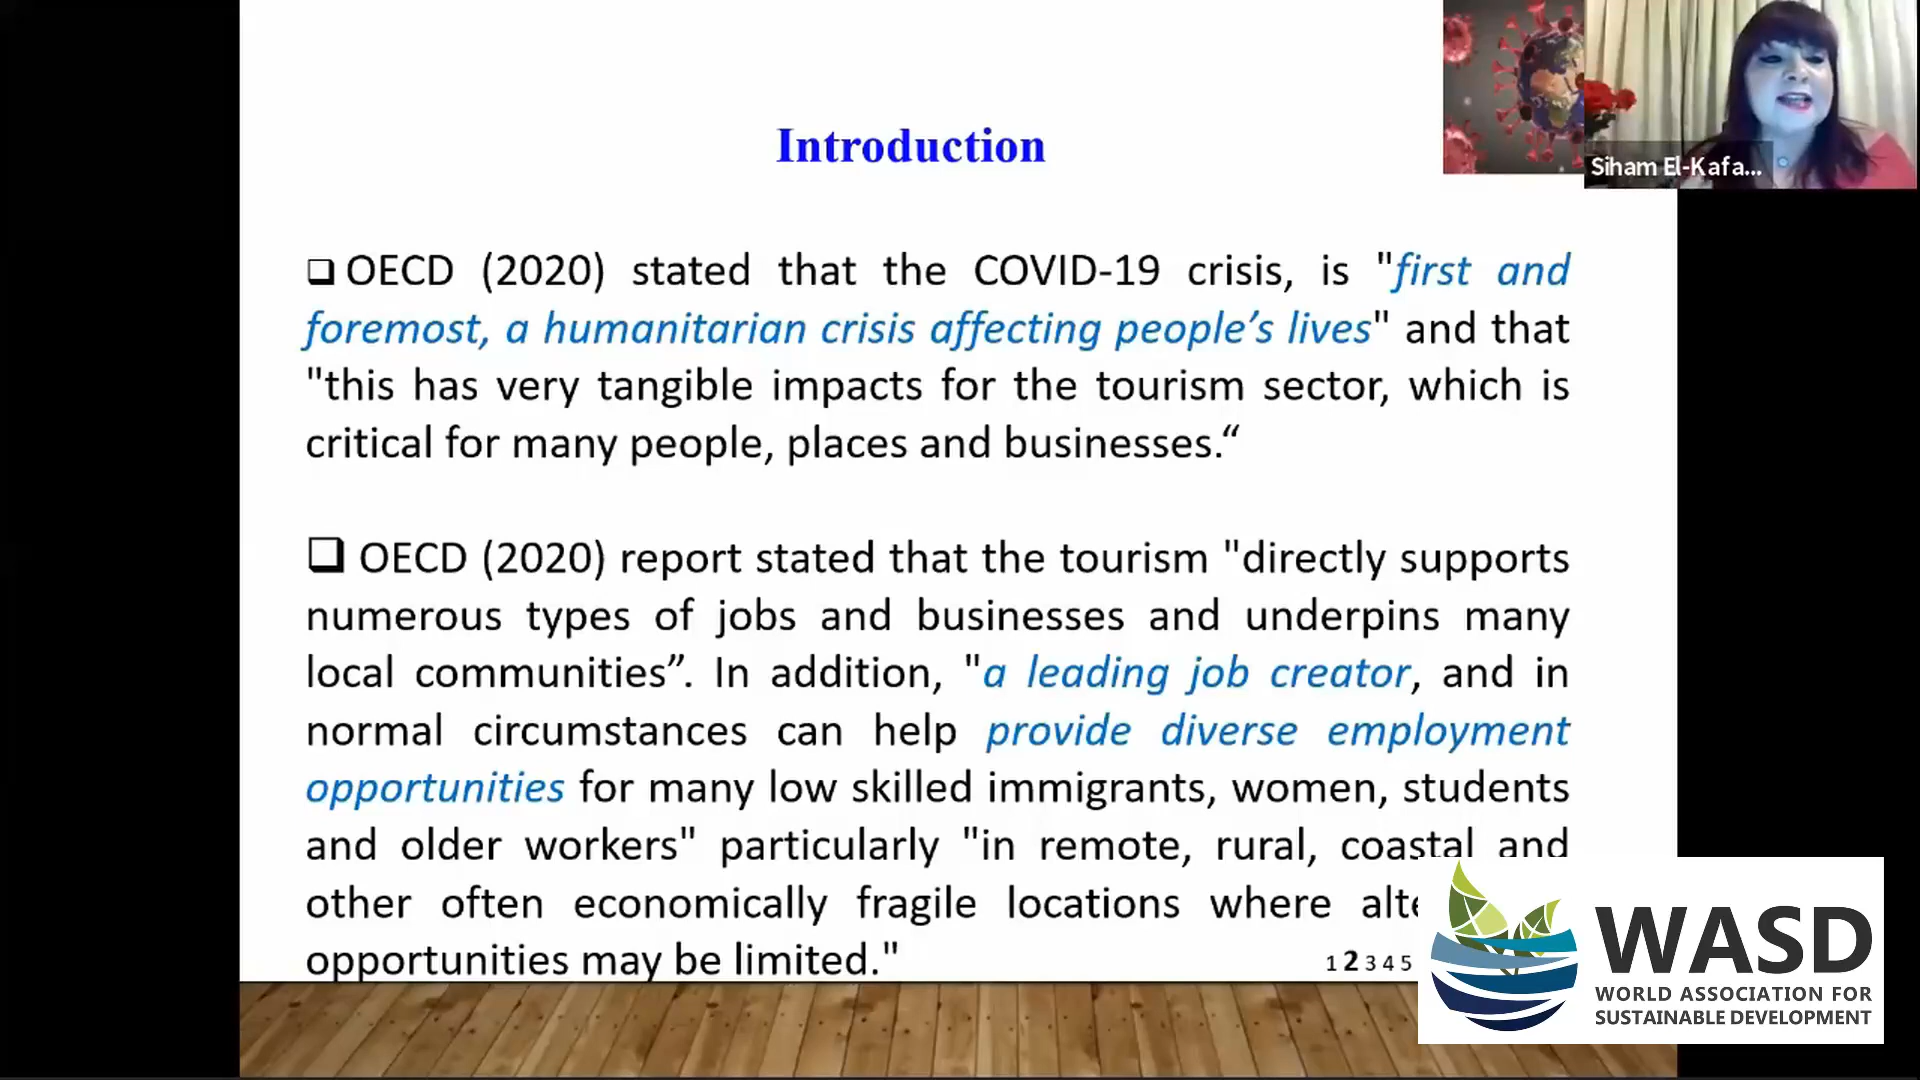 Introduction
Siham El-Kafa...
❑ OECD (2020) stated that the COVID-19 crisis, is "first and
foremost, a humanitarian crisis affecting people’s lives" and that
"this has very tangible impacts for the tourism sector, which is
critical for many people, places and businesses.“
❑ OECD (2020) report stated that the tourism "directly supports
numerous types of jobs and businesses and underpins many
local communities”. In addition, "a leading job creator, and in
normal circumstances can help provide diverse employment
opportunities for many low skilled immigrants, women, students
and older workers" particularly "in remote, rural, coastal and
other often economically fragile locations where
opportunities may be limited."
1 2 3 4 5
WASD
WORLD ASSOCIATION FOR
SUSTAINABLE DEVELOPMENT